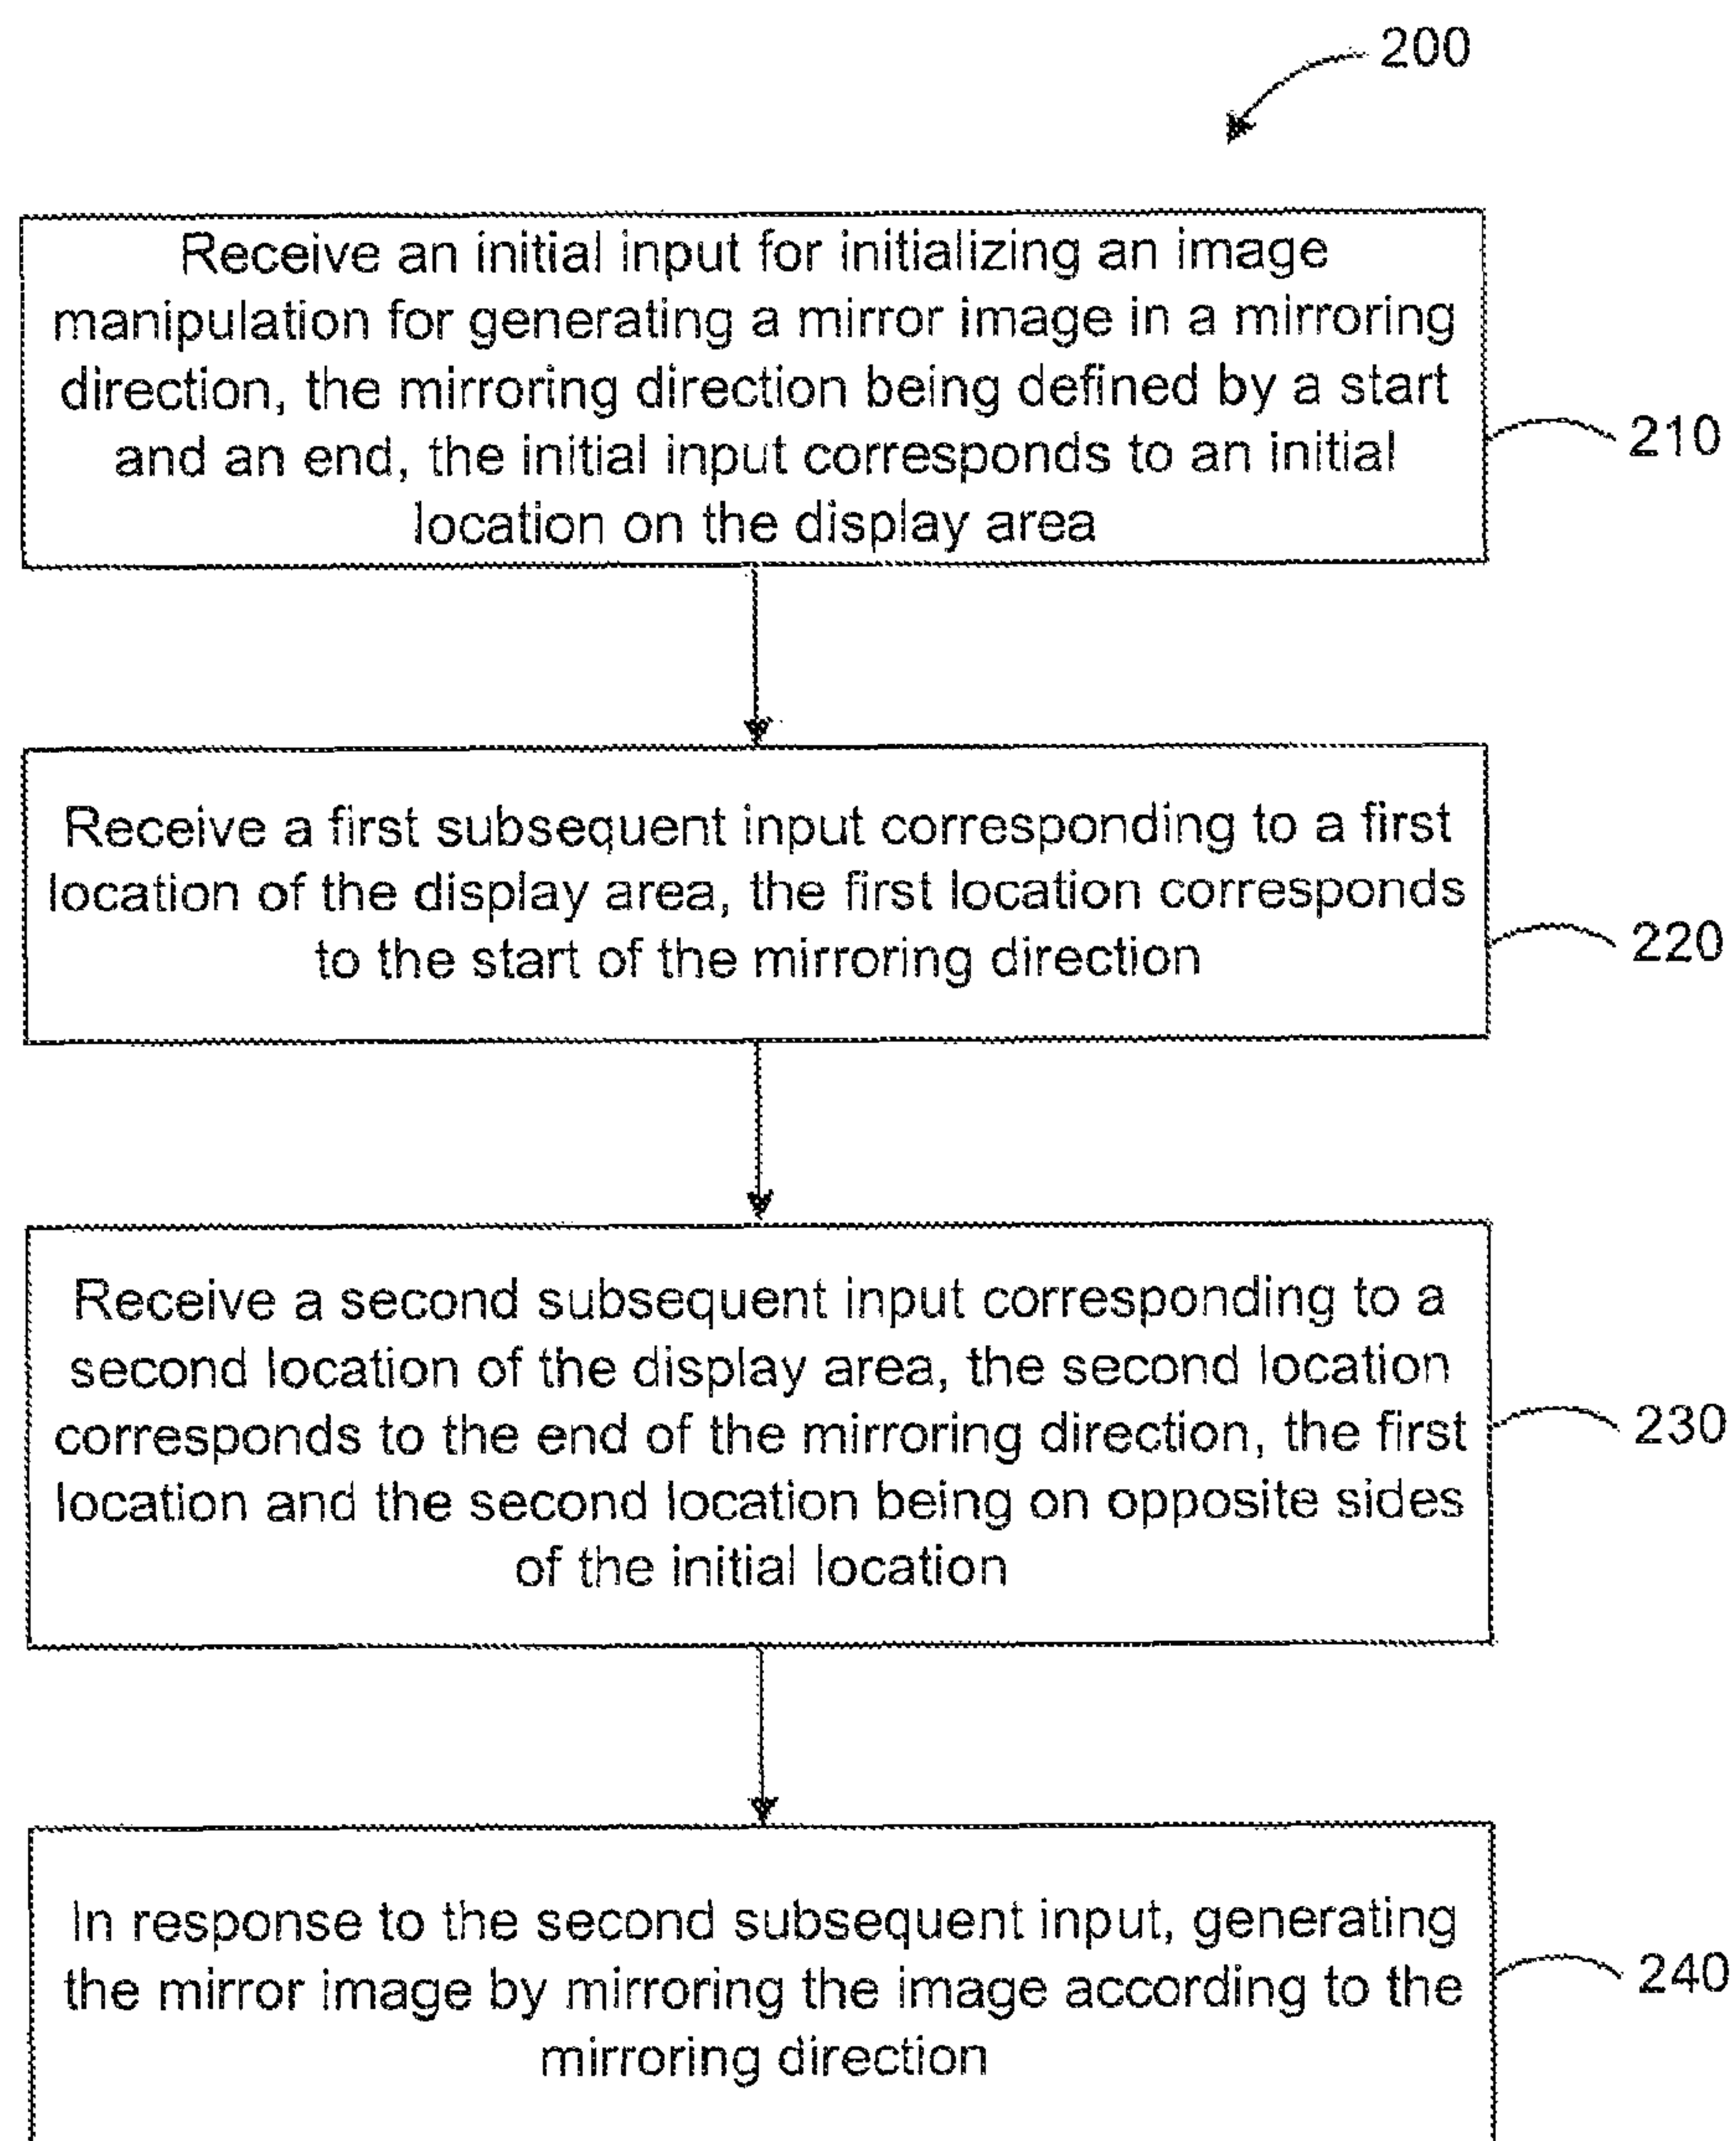 200
Receive an initial input for initializing an image
manipulation for generating a mirror image in a mirroring
direction, the mirroring direction being defined by a start
and an end, the initial input corresponds to an initial
location on the display area
210
Receive a first subsequent input corresponding to a first
location of the display area, the first location corresponds
to the start of the mirroring direction
220
Receive a second subsequent input corresponding to a
second location of the display area, the second location
corresponds to the end of the mirroring direction, the first
location and the second location being on opposite sides
of the initial location
230
In response to the second subsequent input, generating
the mirror image by mirroring the image according to the
mirroring direction
240